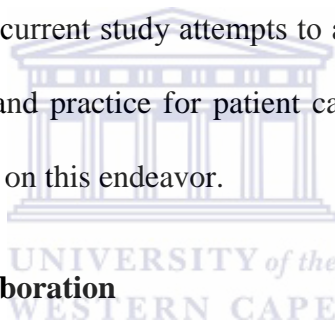 current study attempts to a
and practice for patient ca
on this endeavor.
UNIVERSITY of the
boration
WESTERN CAPE